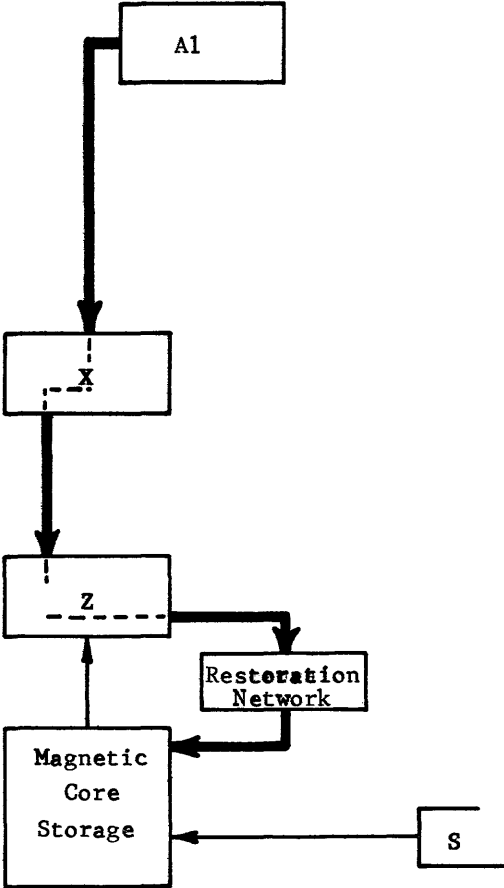 A1
X
Z
Restoration
Network
Magnetic
Core
Storage
S